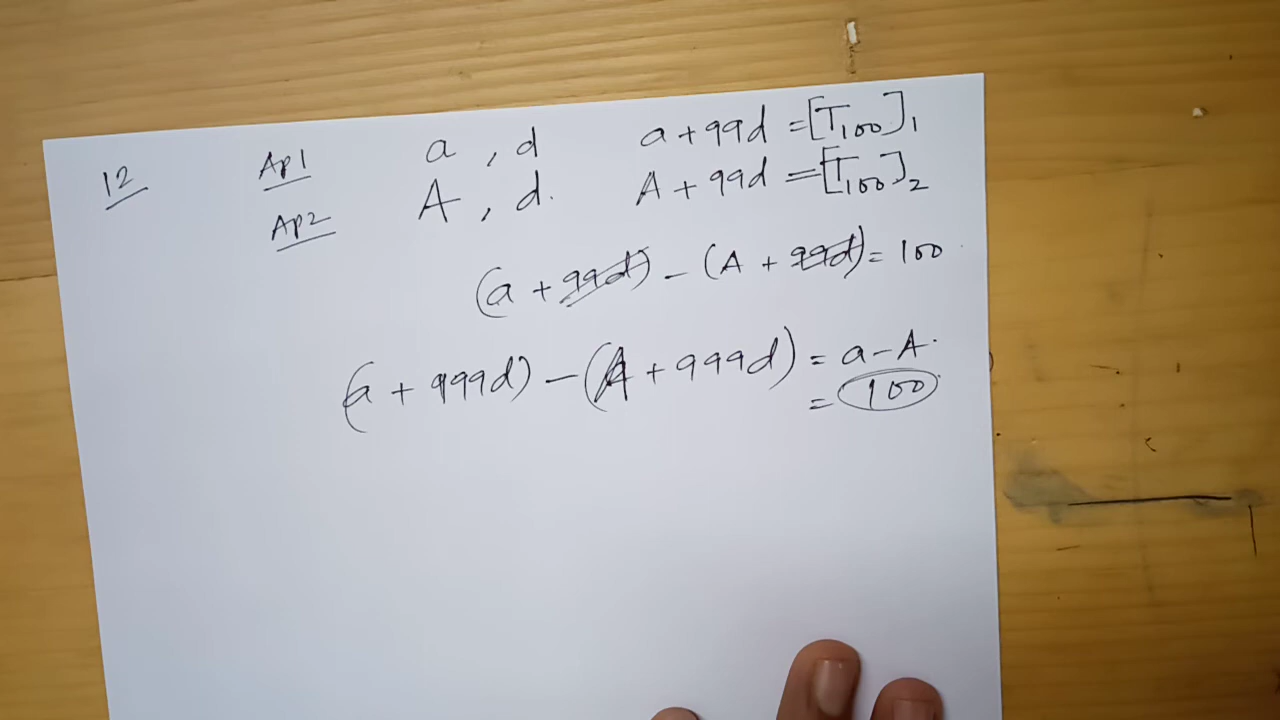 12 AP1 a , d a + 99d = [T100]1
AP2 A , d. A + 99d = [T100]2
(a + 99d) - (A + 99d) = 100
(a + 999d) - (A + 999d) = a - A.
= 100